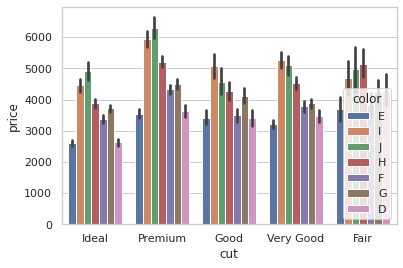 6000
5000
4000
3000
2000
1000
0
price
Ideal
Premium
Good
Very Good
Fair
cut
color
E
I
J
H
F
G
D